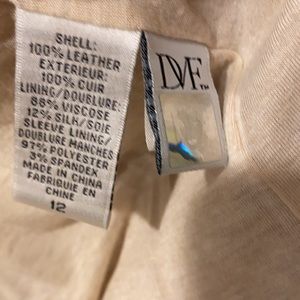 SHELL:
100% LEATHER
EXTERIEUR:
100% CUIR
LINING/DOUBLURE:
88% VISCOSE
12% SILK/SOIE
SLEEVE LINING/
DOUBLURE MANCHES
97% POLYESTER
3% SPANDEX
MADE IN CHINA
FABRIQUE EN
CHINE
12
DVF™